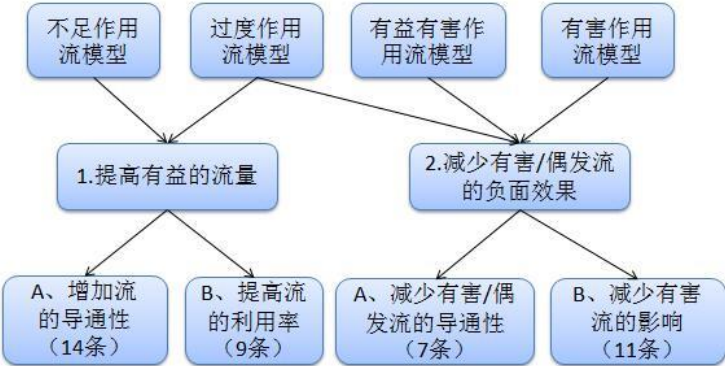 不足作用
流模型
过度作用
流模型
有益有害作
用流模型
有害作用
流模型
1.提高有益的流量
2.减少有害/偶发流
的负面效果
A、增加流
的导通性
（14条）
B、提高流
的利用率
（9条）
A、减少有害/偶
发流的导通性
（7条）
B、减少有害
流的影响
（11条）